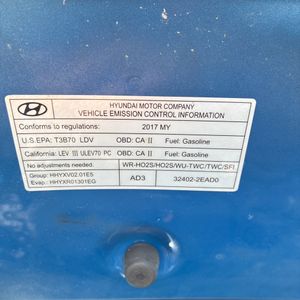 HYUNDAI MOTOR COMPANY
VEHICLE EMISSION CONTROL INFORMATION
Conforms to regulations: 2017 MY
U.S.EPA: T3B70 LDV OBD: CA II Fuel: Gasoline
California: LEV III ULEV70 PC OBD: CA II Fuel: Gasoline
No adjustments needed. WR-HO2S/HO2S/WU-TWC/TWC/SFI
Group: HHYXV02.01E5 AD3 32402-2EAD0
Evap: HHYXR01301EG